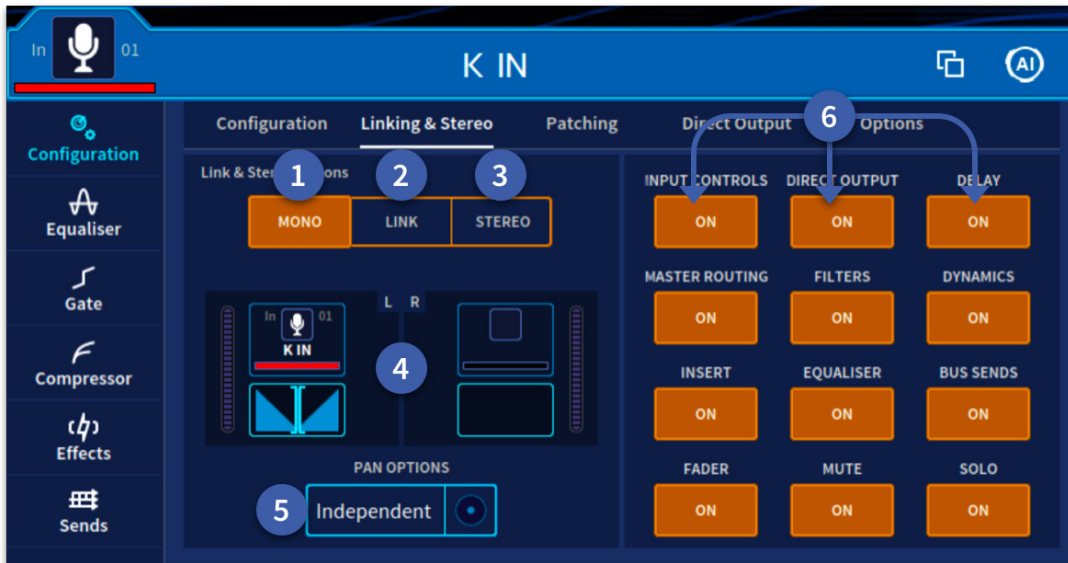 In 01
K IN
AI
Configuration
Equaliser
Gate
Compressor
Effects
Sends
Configuration Linking & Stereo Patching Direct Output Options
6
Link & Ster ons
1 2 3
MONO LINK STEREO
L R
In 01
K IN
4
PAN OPTIONS
5 Independent
INPUT CONTROLS DIRECT OUTPUT DELAY
ON ON ON
MASTER ROUTING FILTERS DYNAMICS
ON ON ON
INSERT EQUALISER BUS SENDS
ON ON ON
FADER MUTE SOLO
ON ON ON